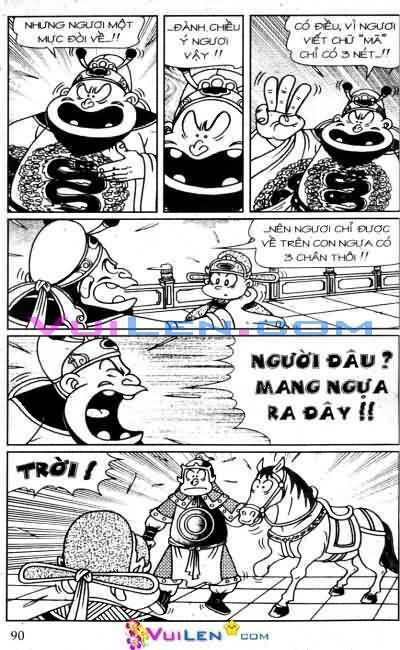 NHƯNG NGƯƠI MỘT
MỰC ĐÒI VỀ...!!
...ĐÀNH CHIỀU
Ý NGƯƠI
VẬY !!
CÓ ĐIỀU, VÌ NGƯƠI
VIẾT CHỮ "MÃ"
CHỈ CÓ 3 NÉT...!!
...NÊN NGƯƠI CHỈ ĐƯỢC
VỀ TRÊN CON NGỰA CÓ
3 CHÂN THÔI !!
VUILEN.COM
NGƯỜI ĐÂU ?
MANG NGỰA
RA ĐÂY !!
TRỜI !
90
VUILEN.COM